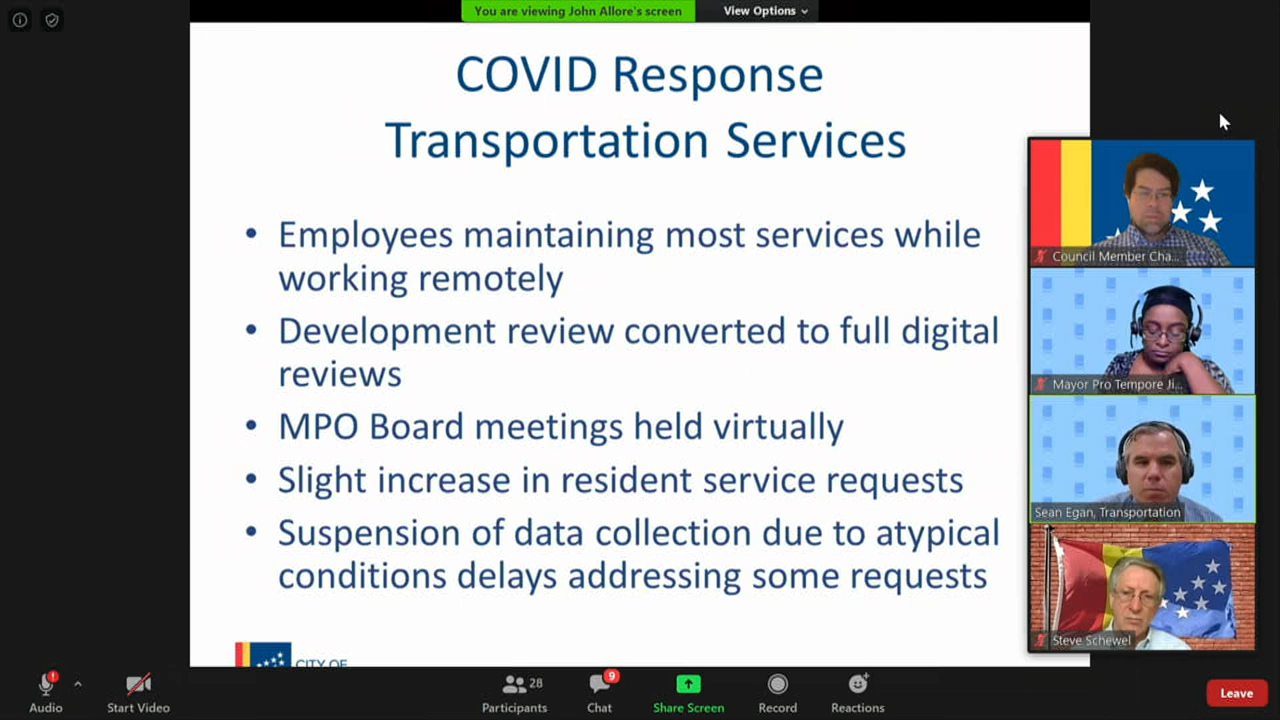 You are viewing John Allore's screen
View Options
COVID Response
Transportation Services
• Employees maintaining most services while
working remotely
• Development review converted to full digital
reviews
• MPO Board meetings held virtually
• Slight increase in resident service requests
• Suspension of data collection due to atypical
conditions delays addressing some requests
CITY OF
Council Member Cha...
Mayor Pro Tempore Ji...
Sean Egan, Transportation
Steve Schewel
Audio
Start Video
28
Participants
9
Chat
Share Screen
Record
Reactions
Leave